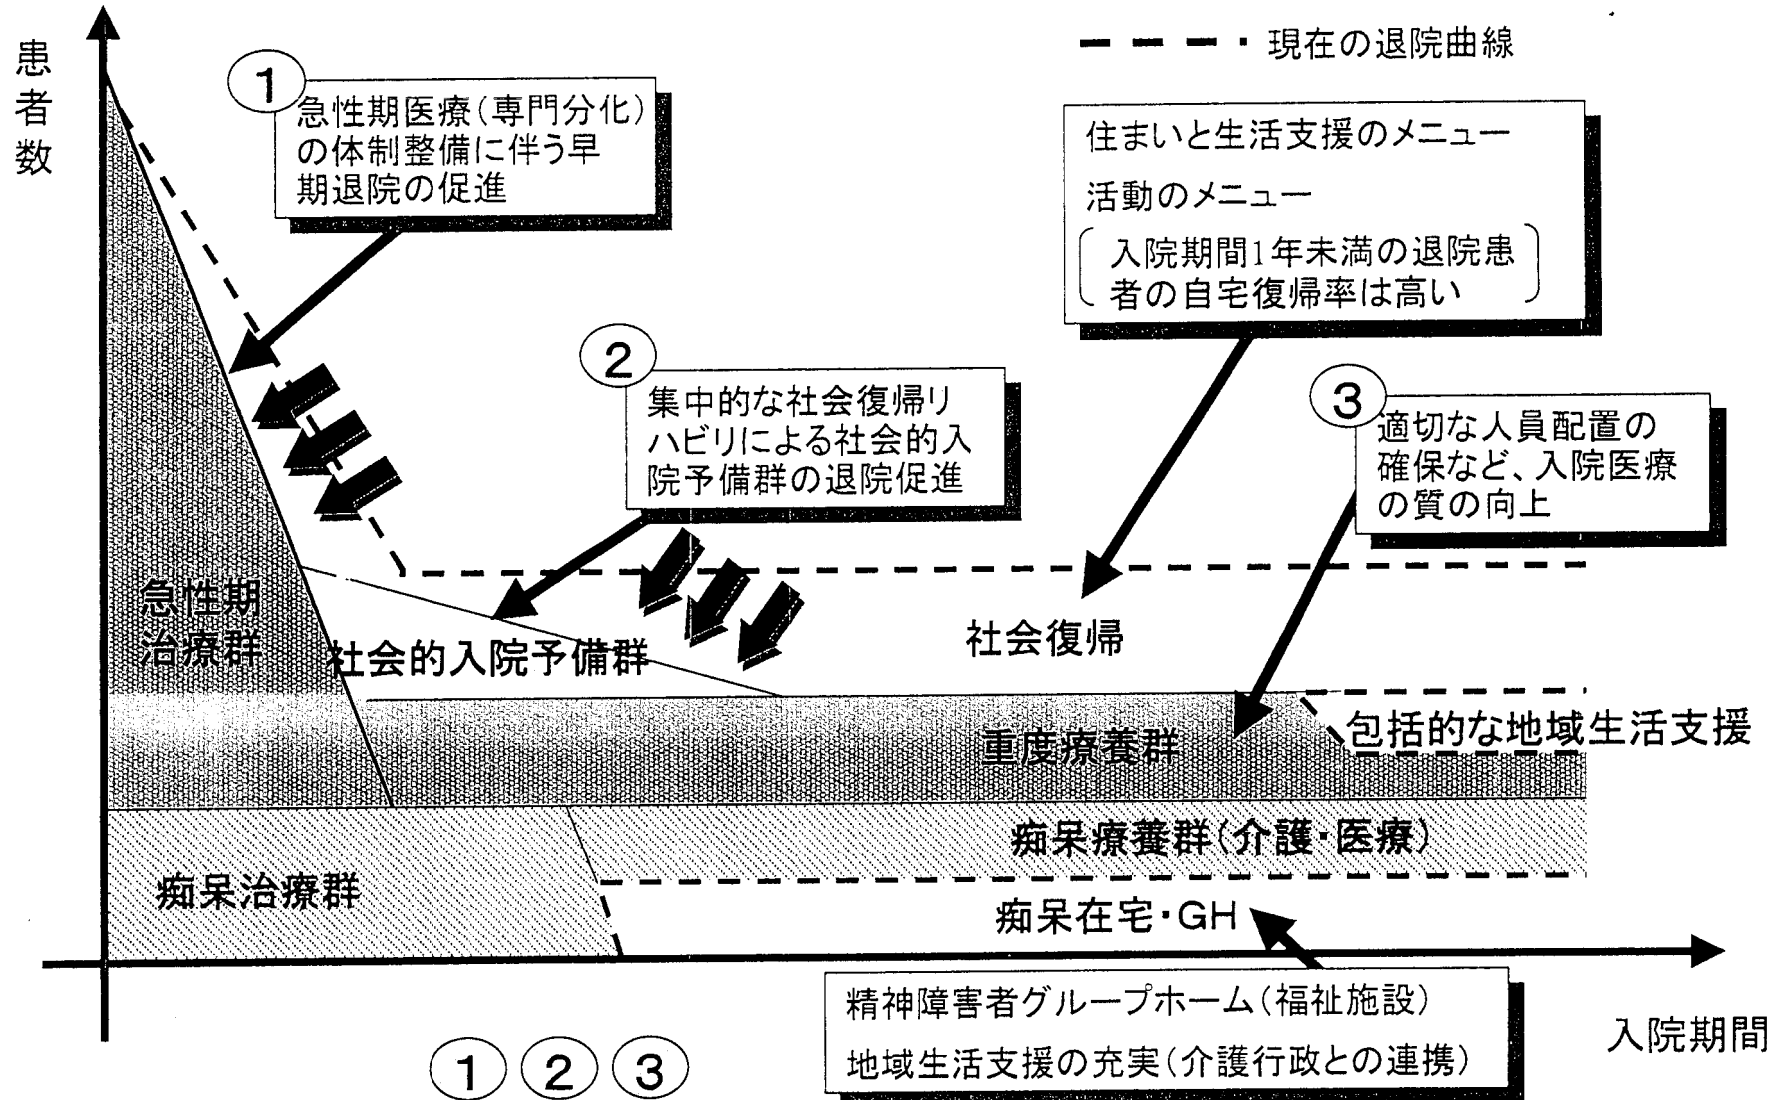 患者数
現在の退院曲線
①
急性期医療(専門分化)
の体制整備に伴う早
期退院の促進
住まいと生活支援のメニュー
活動のメニュー
入院期間1年未満の退院患
者の自宅復帰率は高い
②
集中的な社会復帰リ
ハビリによる社会的入
院予備群の退院促進
③
適切な人員配置の
確保など、入院医療
の質の向上
急性期
治療群
社会的入院予備群
社会復帰
重度療養群
包括的な地域生活支援
痴呆療養群(介護・医療)
痴呆治療群
痴呆在宅・GH
精神障害者グループホーム(福祉施設)
地域生活支援の充実(介護行政との連携)
入院期間
① ② ③